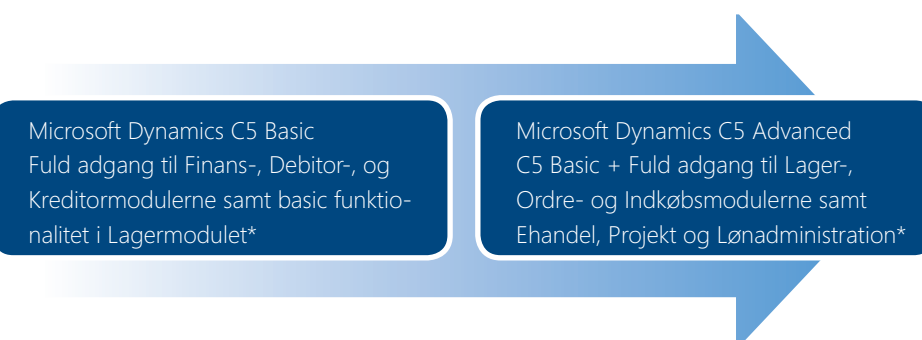 Microsoft Dynamics C5 Basic
Fuld adgang til Finans-, Debitor-, og
Kreditormodulerne samt basic funktio-
nalitet i Lagermodulet*
Microsoft Dynamics C5 Advanced
C5 Basic + Fuld adgang til Lager-,
Ordre- og Indkøbsmodulerne samt
Ehandel, Projekt og Lønadministration*